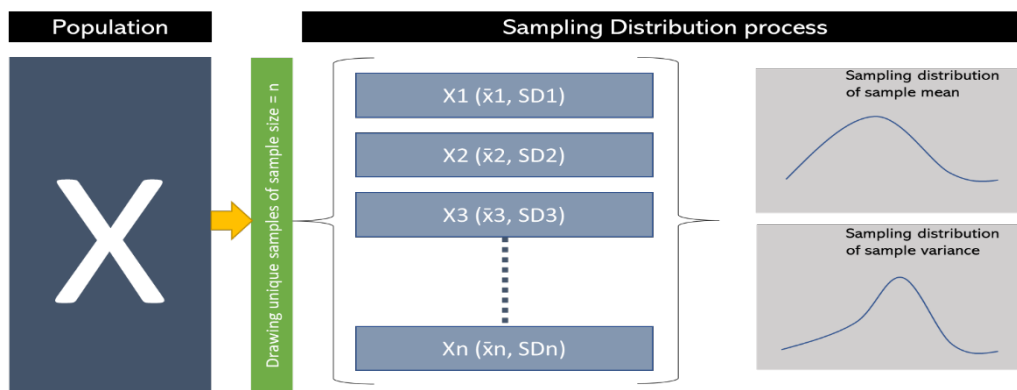 Population
Sampling Distribution process
X
Drawing unique samples of sample size = n
X1 (x̄1, SD1)
X2 (x̄2, SD2)
X3 (x̄3, SD3)
Xn (x̄n, SDn)
Sampling distribution
of sample mean
Sampling distribution
of sample variance